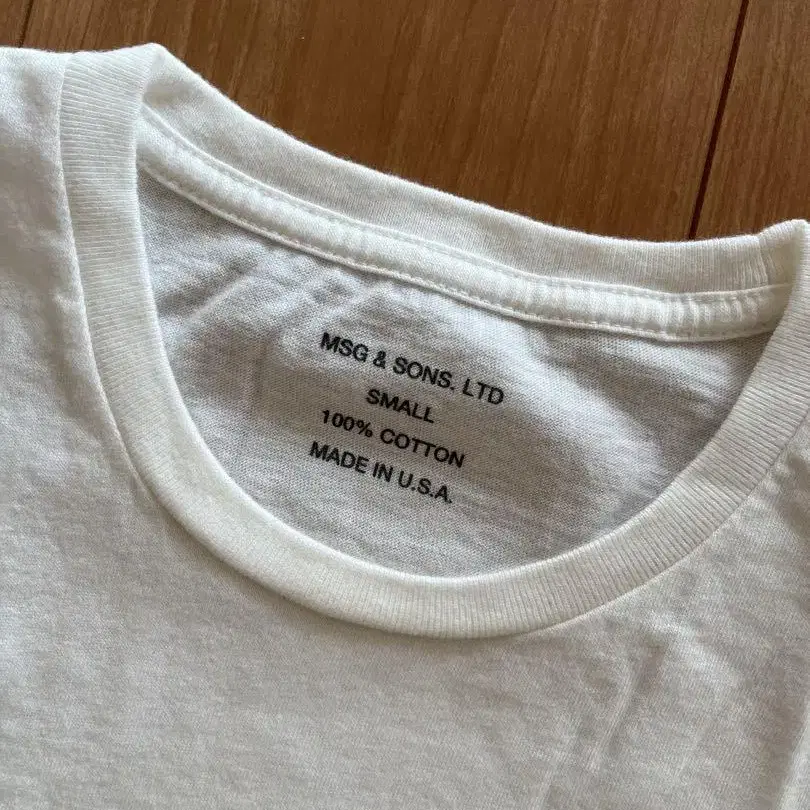 MSG & SONS. LTD
SMALL
100% COTTON
MADE IN U.S.A.